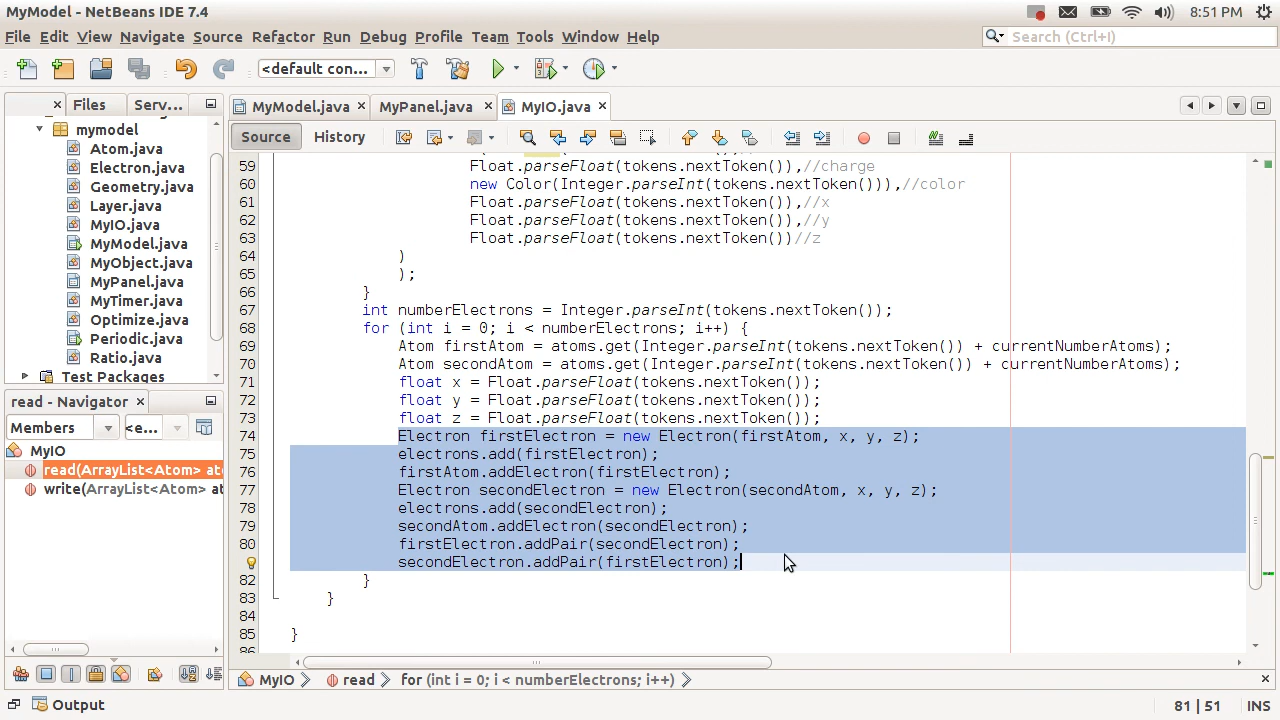 MyModel - NetBeans IDE 7.4
8:51 PM
File Edit View Navigate Source Refactor Run Debug Profile Team Tools Window Help
Search (Ctrl+I)
<default con...
Files
Serv...
MyModel.java
MyPanel.java
MyIO.java
mymodel
Atom.java
Electron.java
Geometry.java
Layer.java
MyIO.java
MyModel.java
MyObject.java
MyPanel.java
MyTimer.java
Optimize.java
Periodic.java
Ratio.java
Test Packages
read - Navigator
Members
<e...
MyIO
read(ArrayList<Atom> at
write(ArrayList<Atom> a
Source
History
59 Float.parseFloat(tokens.nextToken()),//charge
60 new Color(Integer.parseInt(tokens.nextToken())),//color
61 Float.parseFloat(tokens.nextToken()),//x
62 Float.parseFloat(tokens.nextToken()),//y
63 Float.parseFloat(tokens.nextToken())//z
64 )
65 );
66 }
67 int numberElectrons = Integer.parseInt(tokens.nextToken());
68 for (int i = 0; i < numberElectrons; i++) {
69 Atom firstAtom = atoms.get(Integer.parseInt(tokens.nextToken()) + currentNumberAtoms);
70 Atom secondAtom = atoms.get(Integer.parseInt(tokens.nextToken()) + currentNumberAtoms);
71 float x = Float.parseFloat(tokens.nextToken());
72 float y = Float.parseFloat(tokens.nextToken());
73 float z = Float.parseFloat(tokens.nextToken());
74 Electron firstElectron = new Electron(firstAtom, x, y, z);
75 electrons.add(firstElectron);
76 firstAtom.addElectron(firstElectron);
77 Electron secondElectron = new Electron(secondAtom, x, y, z);
78 electrons.add(secondElectron);
79 secondAtom.addElectron(secondElectron);
80 firstElectron.addPair(secondElectron);
secondElectron.addPair(firstElectron);
82 }
83 }
84
85 }
MyIO
read
for (int i = 0; i < numberElectrons; i++)
Output
81 | 51
INS